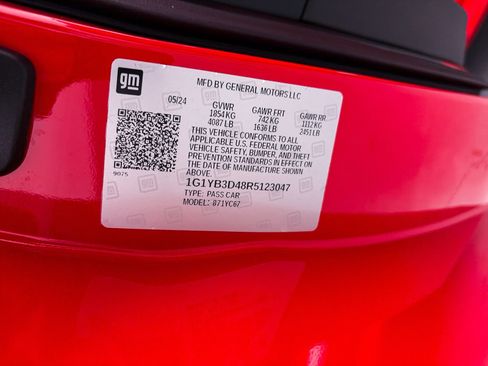 gm
MFD BY GENERAL MOTORS LLC
05/24
GVWR GAWR FRT GAWR RR
1854 KG 742 KG 1112 KG
4087 LB 1636 LB 2451 LB
THIS VEHICLE CONFORMS TO ALL
APPLICABLE U.S. FEDERAL MOTOR
VEHICLE SAFETY, BUMPER, AND THEFT
PREVENTION STANDARDS IN EFFECT ON
THE DATE OF MANUFACTURE SHOWN
ABOVE.
9075
1G1YB3D48R5123047
TYPE: PASS CAR
MODEL: 871YC67